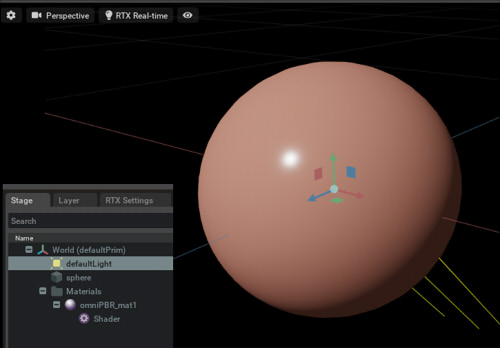 Perspective RTX Real-time
Stage Layer RTX Settings
Search
Name
World (defaultPrim)
defaultLight
sphere
Materials
omniPBR_mat1
Shader